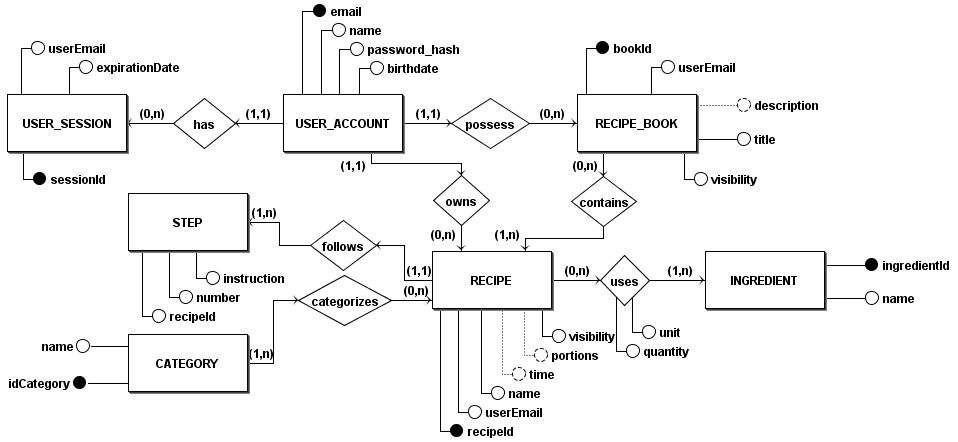 email
name
userEmail
password_hash
bookId
expirationDate
birthdate
userEmail
description
(0,n)
(1,1)
(1,1)
(0,n)
USER_SESSION
has
USER_ACCOUNT
possess
RECIPE_BOOK
title
(1,1)
(0,n)
sessionId
visibility
owns
contains
(1,n)
STEP
(0,n)
(1,n)
follows
(1,1)
(0,n)
(1,n)
instruction
RECIPE
uses
INGREDIENT
ingredientId
number
categorizes
(0,n)
name
recipeId
visibility
unit
name
portions
quantity
(1,n)
CATEGORY
time
idCategory
name
userEmail
recipeId